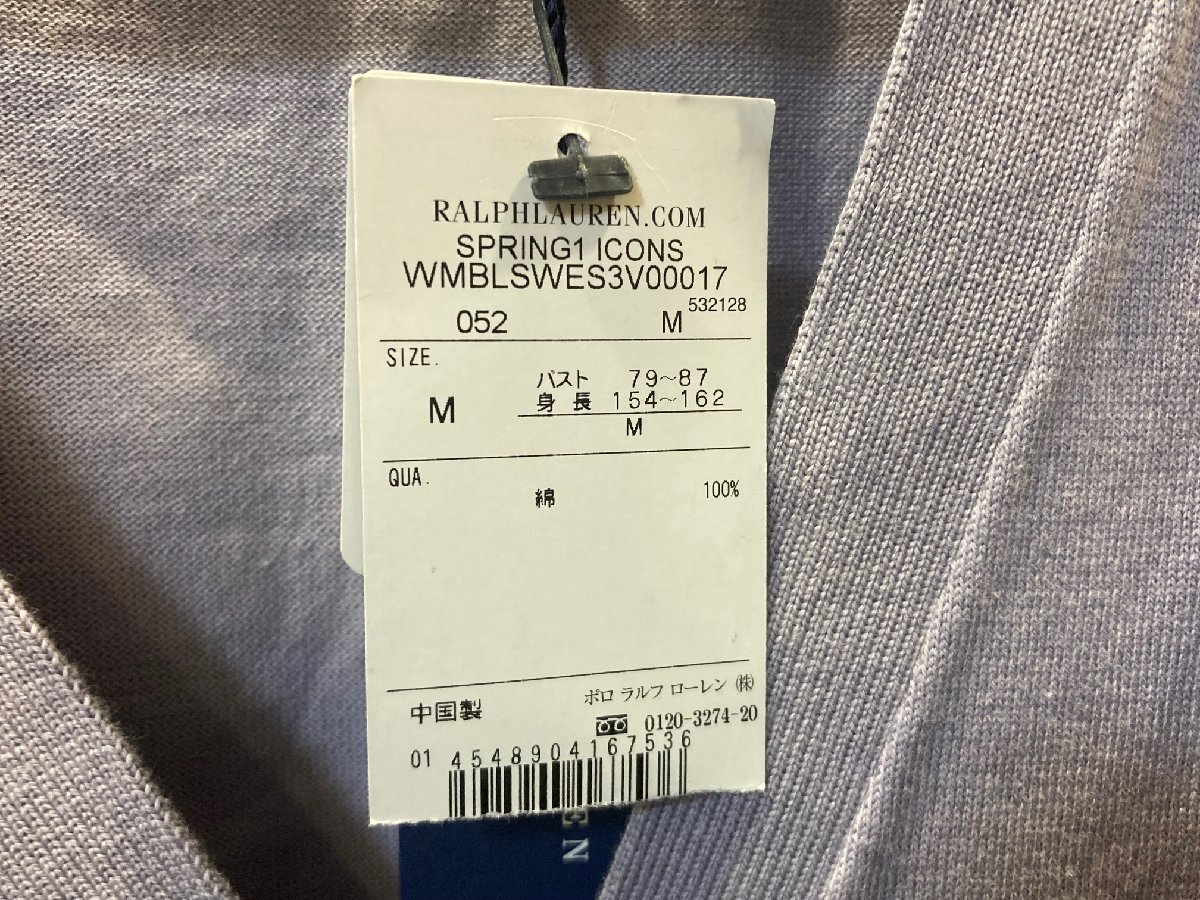 RALPHLAUREN.COM
SPRING1 ICONS
WMBLSWES3V00017
532128
052 M
SIZE.
M
バスト 79~87
身長 154~162
M
QUA.
綿 100%
中国製
ポロ ラルフ ローレン (株)
0120-3274-20
01 4548904167536
EN